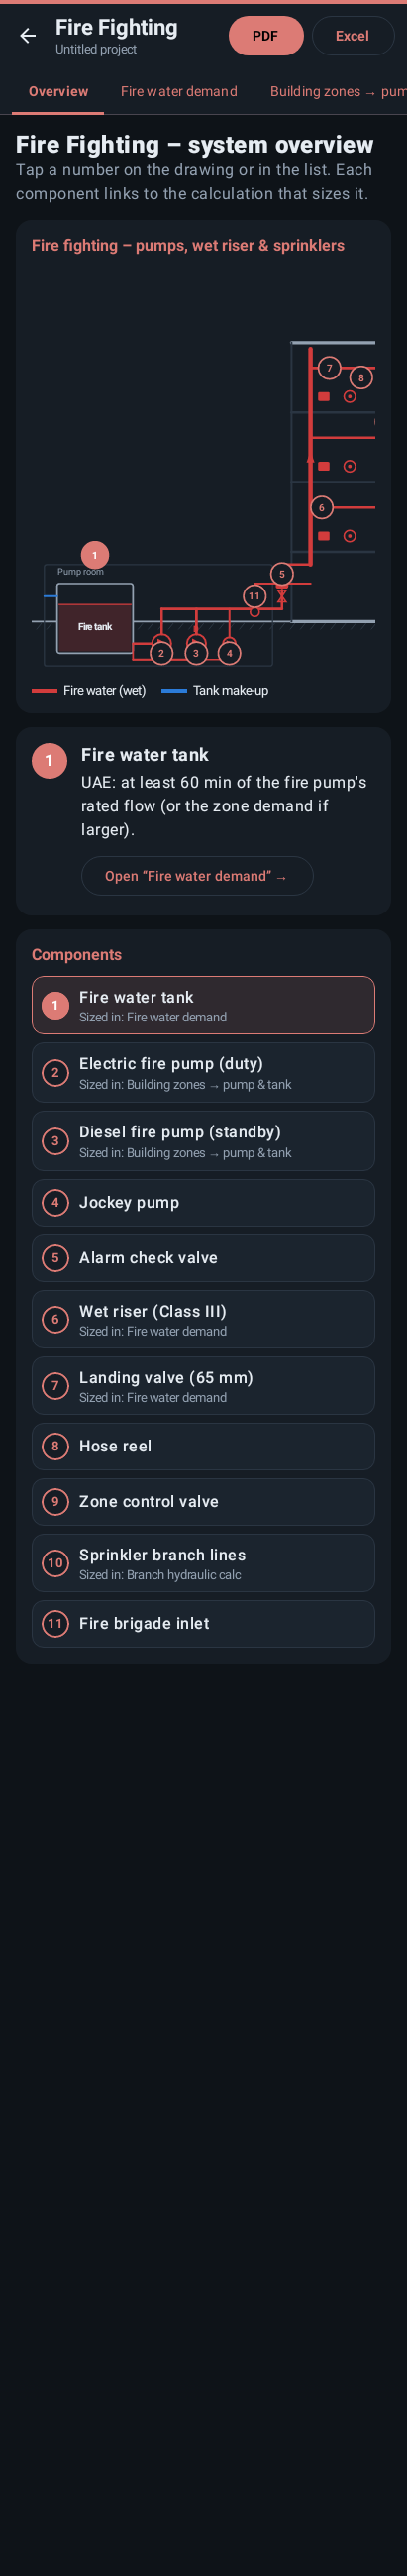 Fire Fighting
Untitled project
PDF
Excel
Overview
Fire water demand
Building zones → pum
Fire Fighting – system overview
Tap a number on the drawing or in the list. Each
component links to the calculation that sizes it.
Fire fighting – pumps, wet riser & sprinklers
7
8
6
1
5
Pump room
11
Fire tank
2
3
4
Fire water (wet)
Tank make-up
1
Fire water tank
UAE: at least 60 min of the fire pump's
rated flow (or the zone demand if
larger).
Open “Fire water demand” →
Components
1
Fire water tank
Sized in: Fire water demand
2
Electric fire pump (duty)
Sized in: Building zones → pump & tank
3
Diesel fire pump (standby)
Sized in: Building zones → pump & tank
4
Jockey pump
5
Alarm check valve
6
Wet riser (Class III)
Sized in: Fire water demand
7
Landing valve (65 mm)
Sized in: Fire water demand
8
Hose reel
9
Zone control valve
10
Sprinkler branch lines
Sized in: Branch hydraulic calc
11
Fire brigade inlet